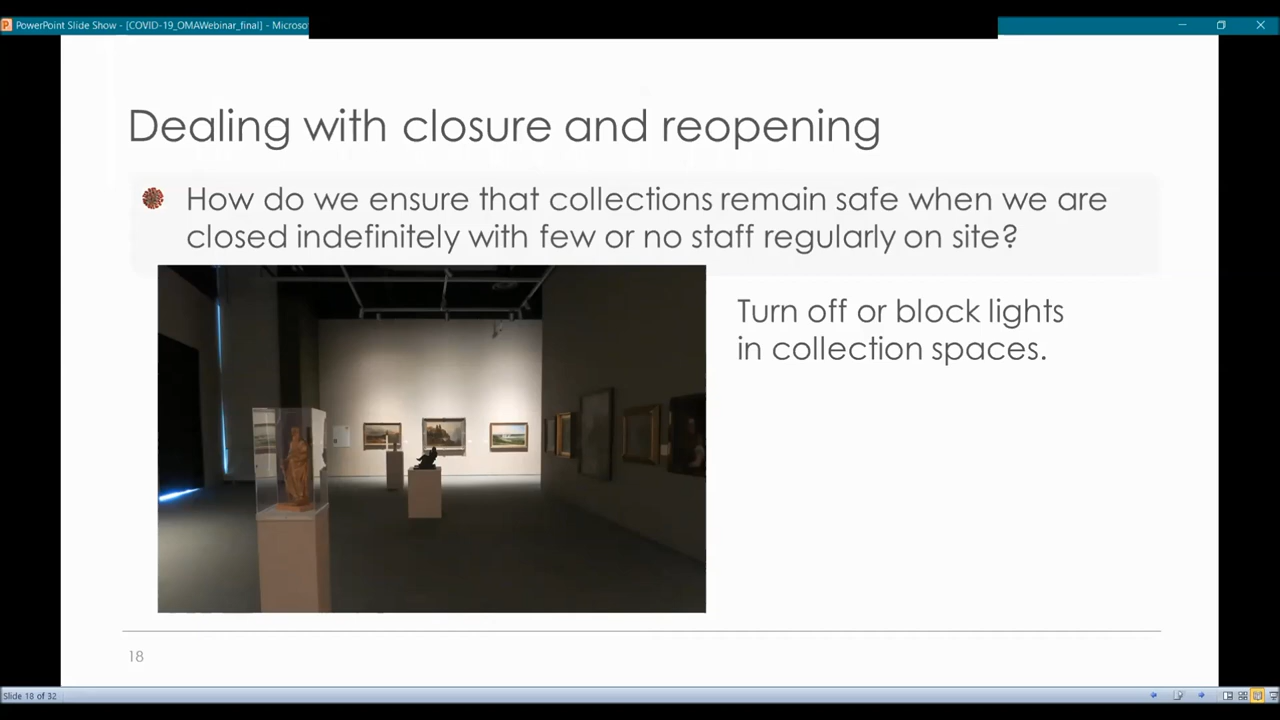 PowerPoint Slide Show - [COVID-19_OMAWebinar_final] - Microso
Dealing with closure and reopening
How do we ensure that collections remain safe when we are
closed indefinitely with few or no staff regularly on site?
Turn off or block lights
in collection spaces.
18
Slide 18 of 32